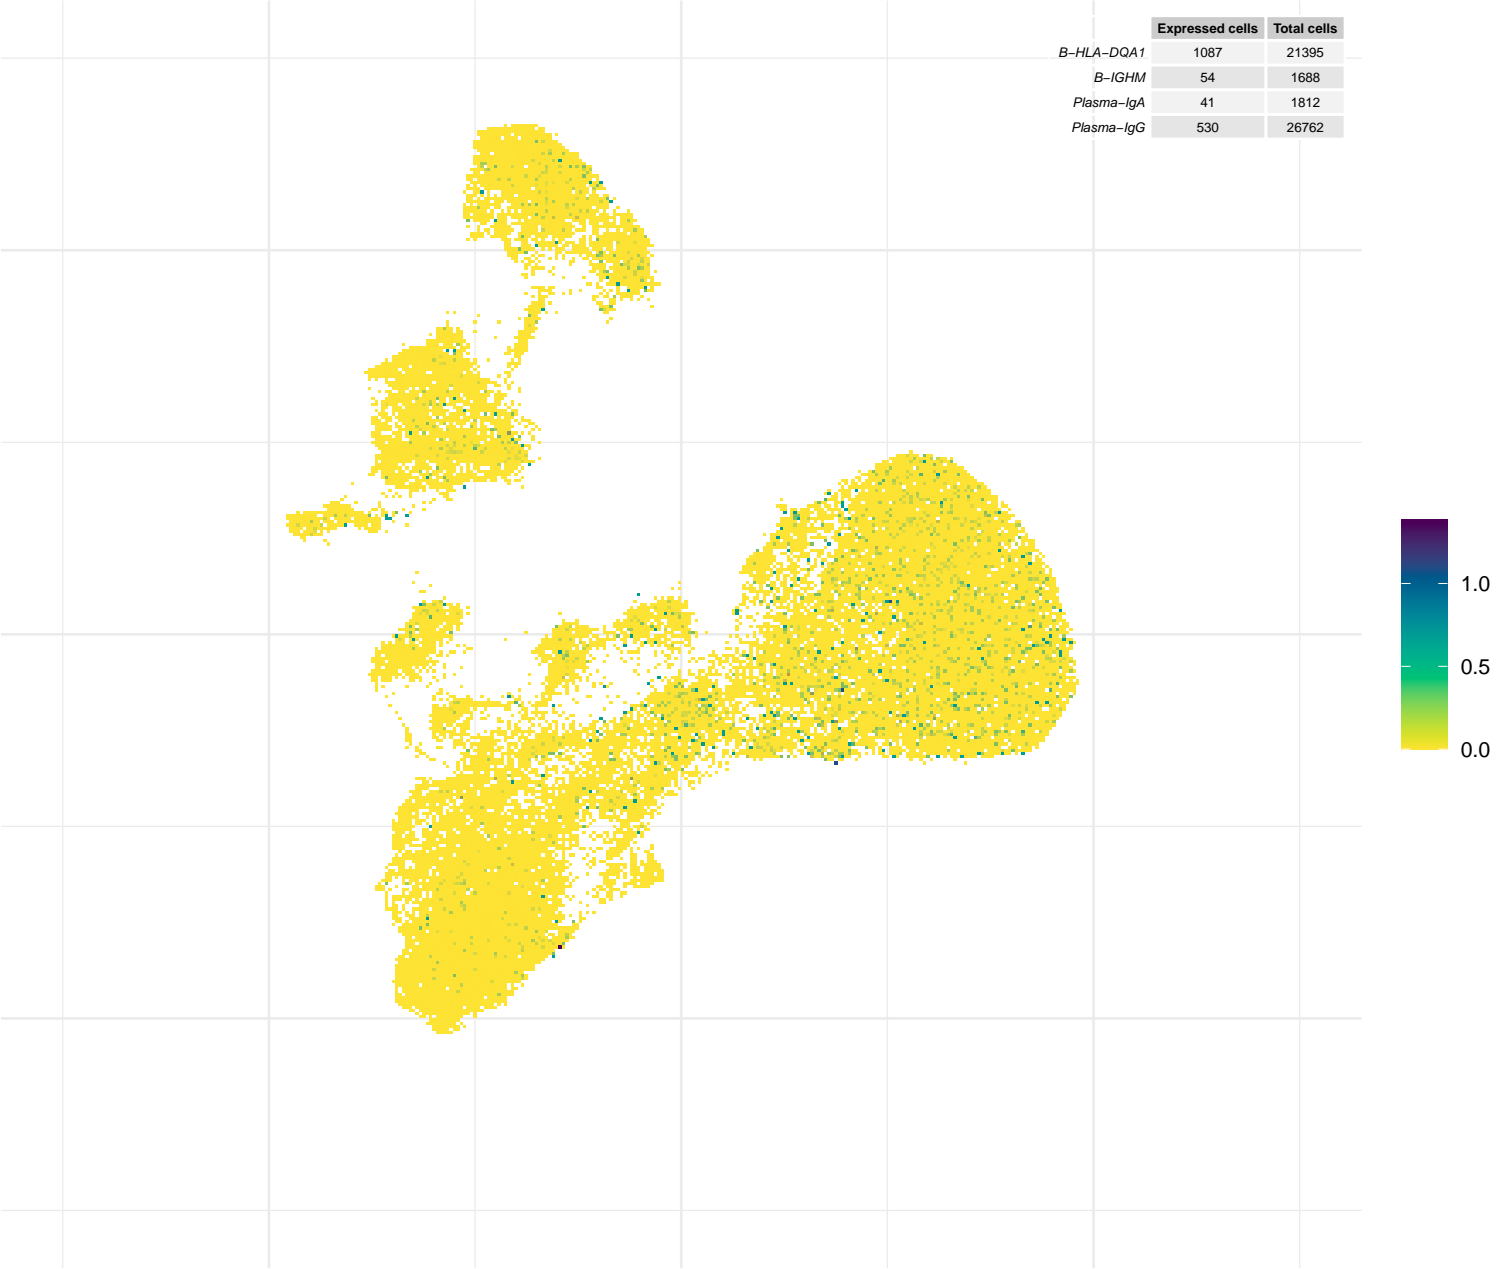 Expressed cells Total cells
B−HLA−DQA1 1087 21395
B−IGHM 54 1688
Plasma−IgA 41 1812
Plasma−IgG 530 26762
1.0
0.5
0.0